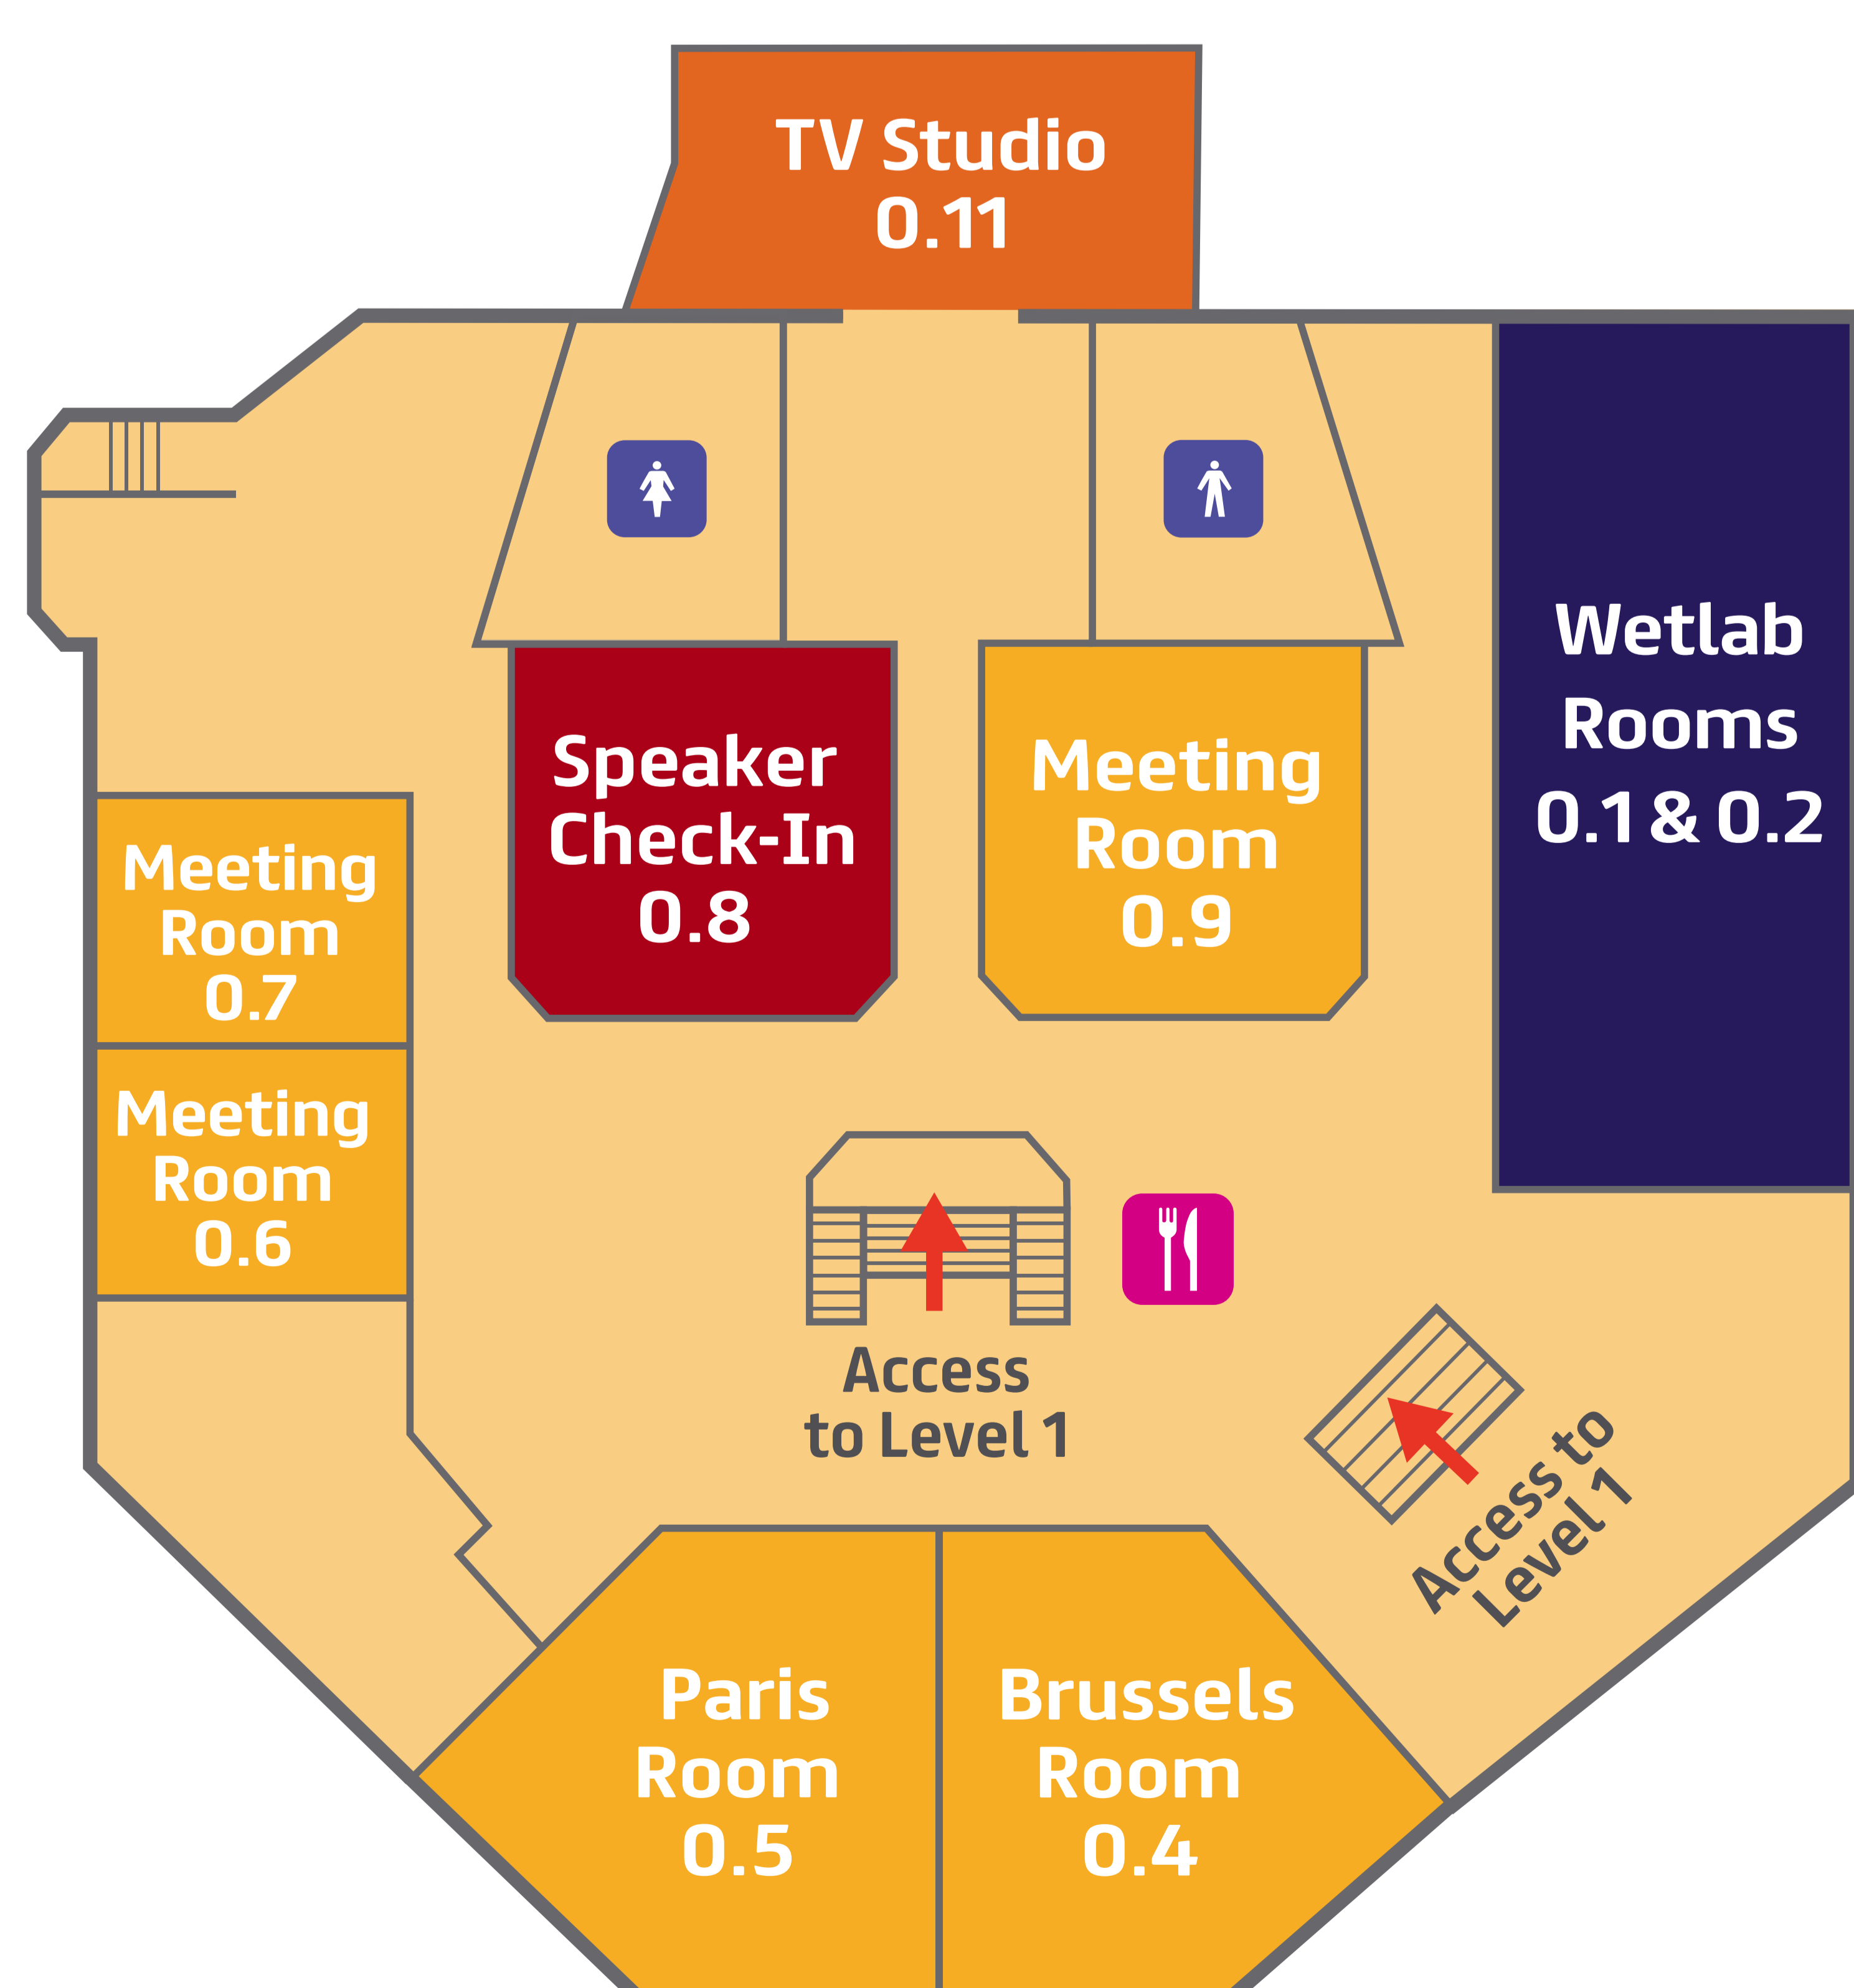 TV Studio
0.11
Wetlab
Rooms
0.1 & 0.2
Speaker
Check-In
0.8
Meeting
Room
0.9
Meeting
Room
0.7
Meeting
Room
0.6
Access
to Level 1
Access to
Level 1
Paris
Room
0.5
Brussels
Room
0.4